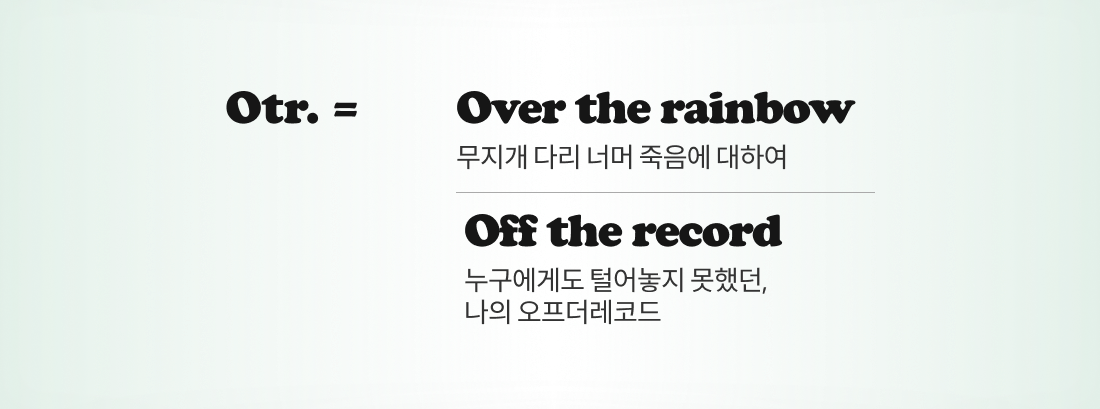 Otr. =
Over the rainbow
무지개 다리 너머 죽음에 대하여
Off the record
누구에게도 털어놓지 못했던,
나의 오프더레코드